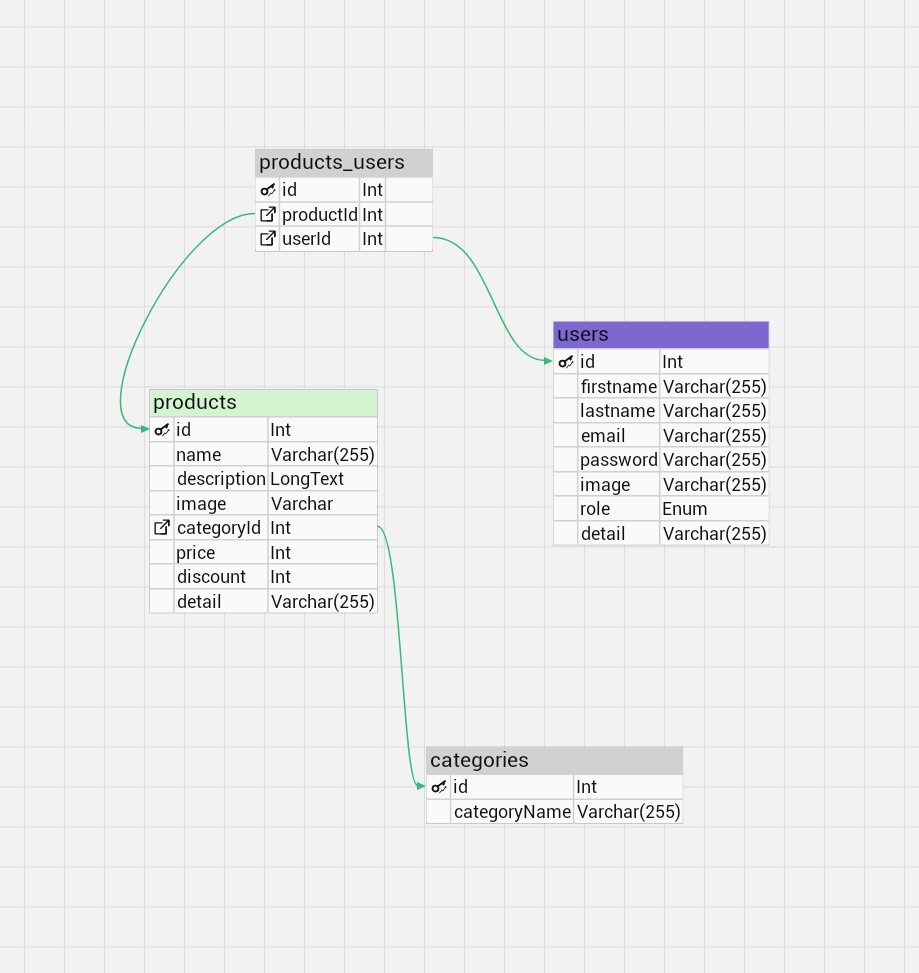 products_users
id Int
productId Int
userId Int
users
id Int
firstname Varchar(255)
lastname Varchar(255)
email Varchar(255)
password Varchar(255)
image Varchar(255)
role Enum
detail Varchar(255)
products
id Int
name Varchar(255)
description LongText
image Varchar
categoryId Int
price Int
discount Int
detail Varchar(255)
categories
id Int
categoryName Varchar(255)